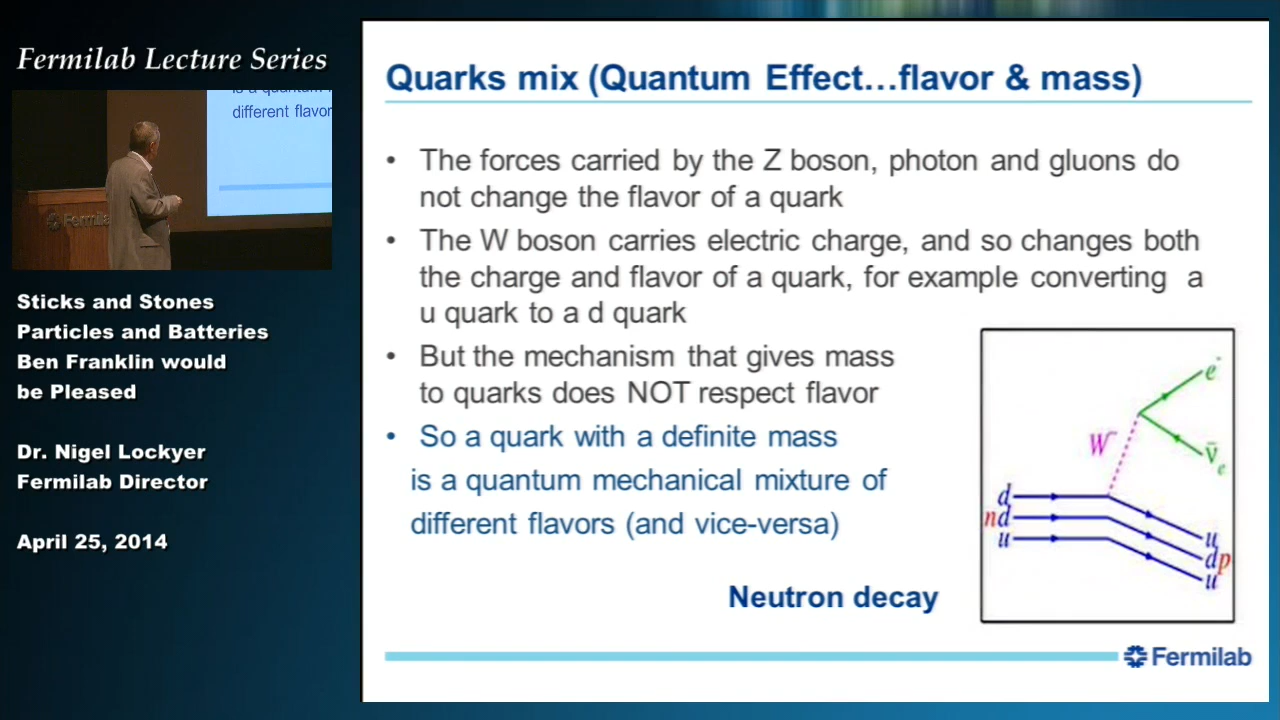 Fermilab Lecture Series
different flavor
Fermila
Sticks and Stones
Particles and Batteries
Ben Franklin would
be Pleased
Dr. Nigel Lockyer
Fermilab Director
April 25, 2014
Quarks mix (Quantum Effect…flavor & mass)
• The forces carried by the Z boson, photon and gluons do
not change the flavor of a quark
• The W boson carries electric charge, and so changes both
the charge and flavor of a quark, for example converting a
u quark to a d quark
• But the mechanism that gives mass
to quarks does NOT respect flavor
• So a quark with a definite mass
is a quantum mechanical mixture of
different flavors (and vice-versa)
Neutron decay
e⁻
W⁻
ν̄e
d
nd
u
u
dp
u
Fermilab